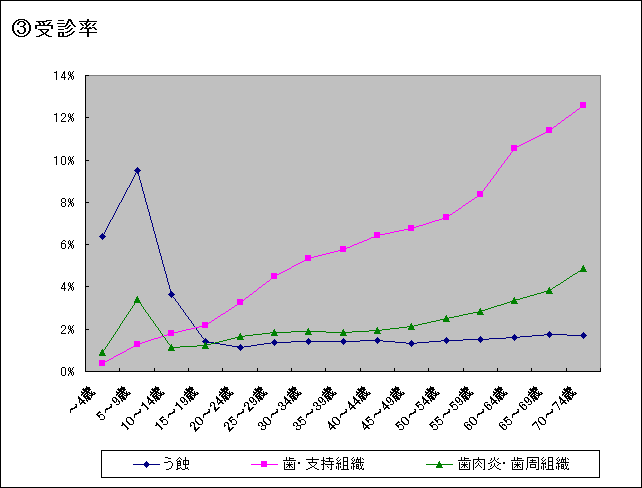 ③受診率
14%
12%
10%
8%
6%
4%
2%
0%
～4歳
5～9歳
10～14歳
15～19歳
20～24歳
25～29歳
30～34歳
35～39歳
40～44歳
45～49歳
50～54歳
55～59歳
60～64歳
65～69歳
70～74歳
う蝕 歯・支持組織 歯肉炎・歯周組織